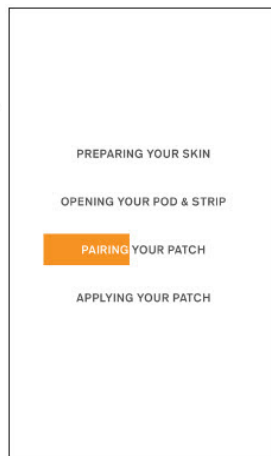 PREPARING YOUR SKIN
OPENING YOUR POD & STRIP
PAIRING YOUR PATCH
APPLYING YOUR PATCH